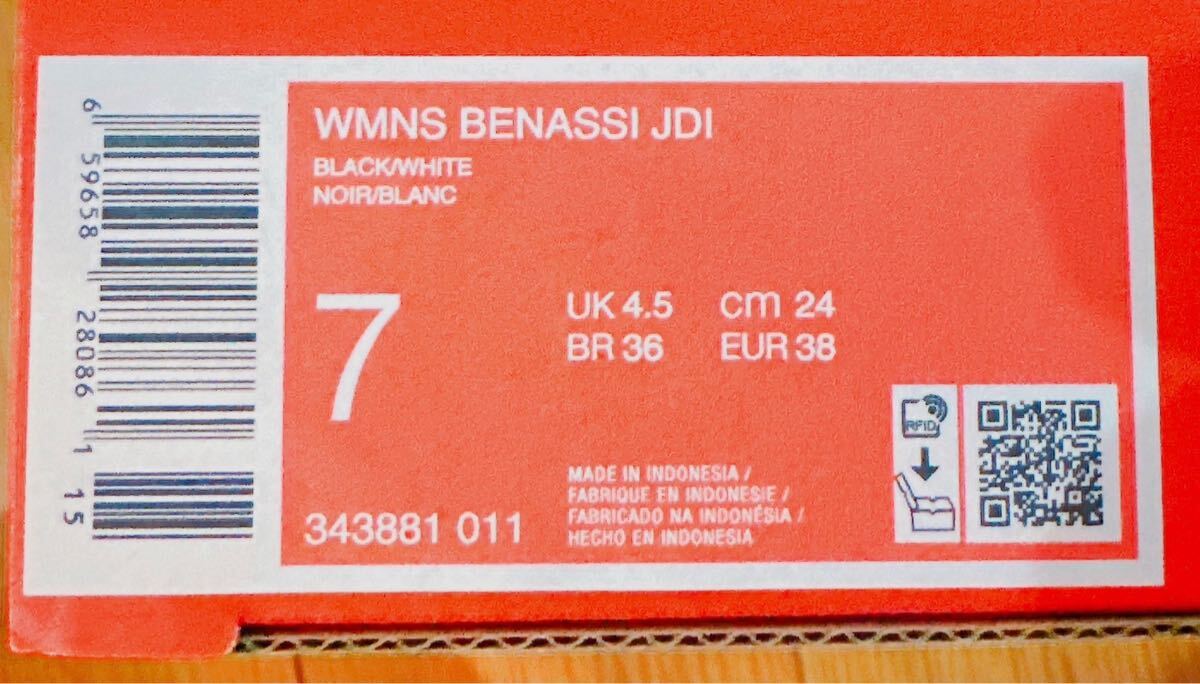 WMNS BENASSI JDI
BLACK/WHITE
NOIR/BLANC
7
UK 4.5 cm 24
BR 36 EUR 38
343881 011
MADE IN INDONESIA /
FABRIQUE EN INDONESIE /
FABRICADO NA INDONÉSIA /
HECHO EN INDONESIA
RFID
6 59658 28086 1 15